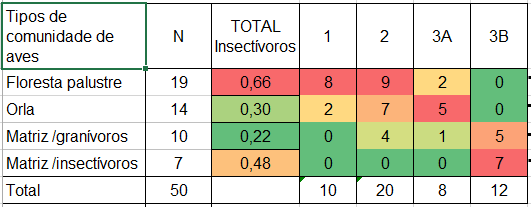 Tipos de comunidade de aves N TOTAL Insectívoros 1 2 3A 3B
Floresta palustre 19 0,66 8 9 2 0
Orla 14 0,30 2 7 5 0
Matriz /granívoros 10 0,22 0 4 1 5
Matriz /insectívoros 7 0,48 0 0 0 7
Total 50 10 20 8 12